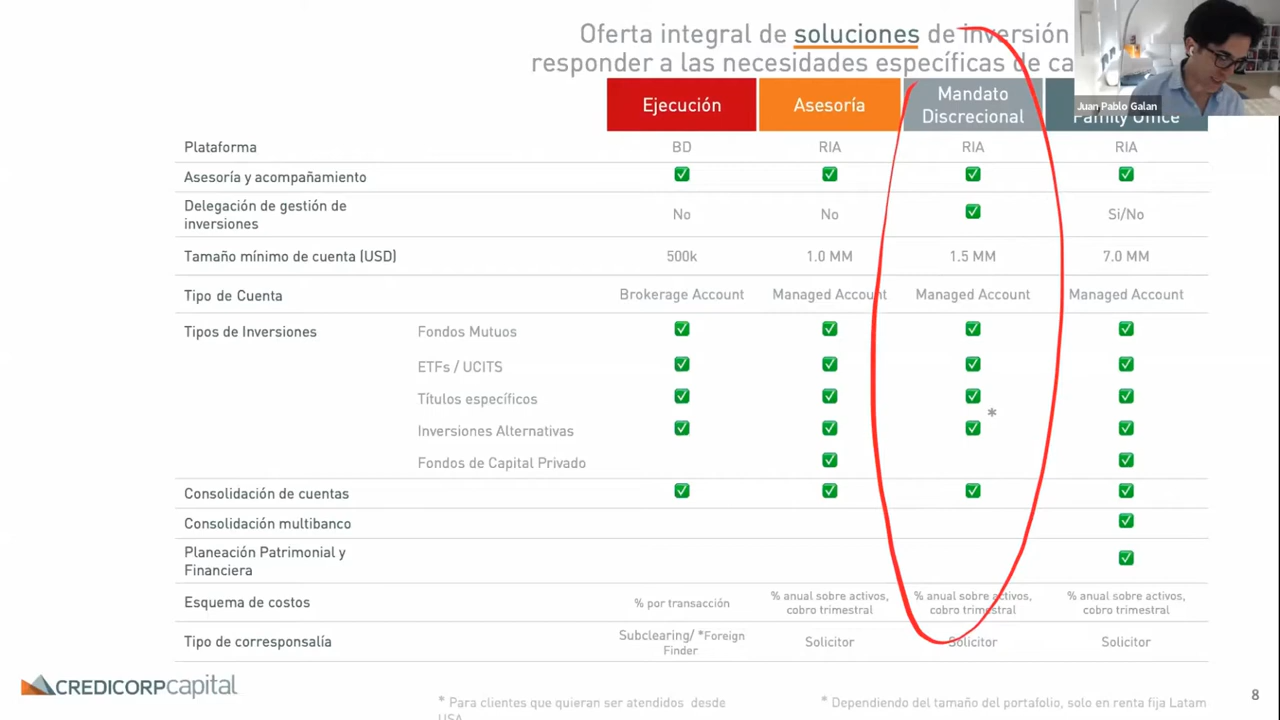 Oferta integral de soluciones de inversión
responder a las necesidades específicas de ca
Juan Pablo Galan
Ejecución Asesoría Mandato Discrecional Family Office
Plataforma BD RIA RIA RIA
Asesoría y acompañamiento ✅ ✅ ✅ ✅
Delegación de gestión de
inversiones No No ✅ Si/No
Tamaño mínimo de cuenta (USD) 500k 1.0 MM 1.5 MM 7.0 MM
Tipo de Cuenta Brokerage Account Managed Account Managed Account Managed Account
Tipos de Inversiones Fondos Mutuos ✅ ✅ ✅ ✅
ETFs / UCITS ✅ ✅ ✅ ✅
Títulos específicos ✅ ✅ ✅ ✅
Inversiones Alternativas ✅ ✅ ✅ * ✅
Fondos de Capital Privado ✅ ✅
Consolidación de cuentas ✅ ✅ ✅ ✅
Consolidación multibanco ✅
Planeación Patrimonial y
Financiera ✅
Esquema de costos % por transacción % anual sobre activos, cobro trimestral % anual sobre activos, cobro trimestral % anual sobre activos, cobro trimestral
Tipo de corresponsalía Subclearing/ *Foreign Finder Solicitor Solicitor Solicitor
CREDICORPcapital
* Para clientes que quieran ser atendidos desde
USA
* Dependiendo del tamaño del portafolio, solo en renta fija Latam
8